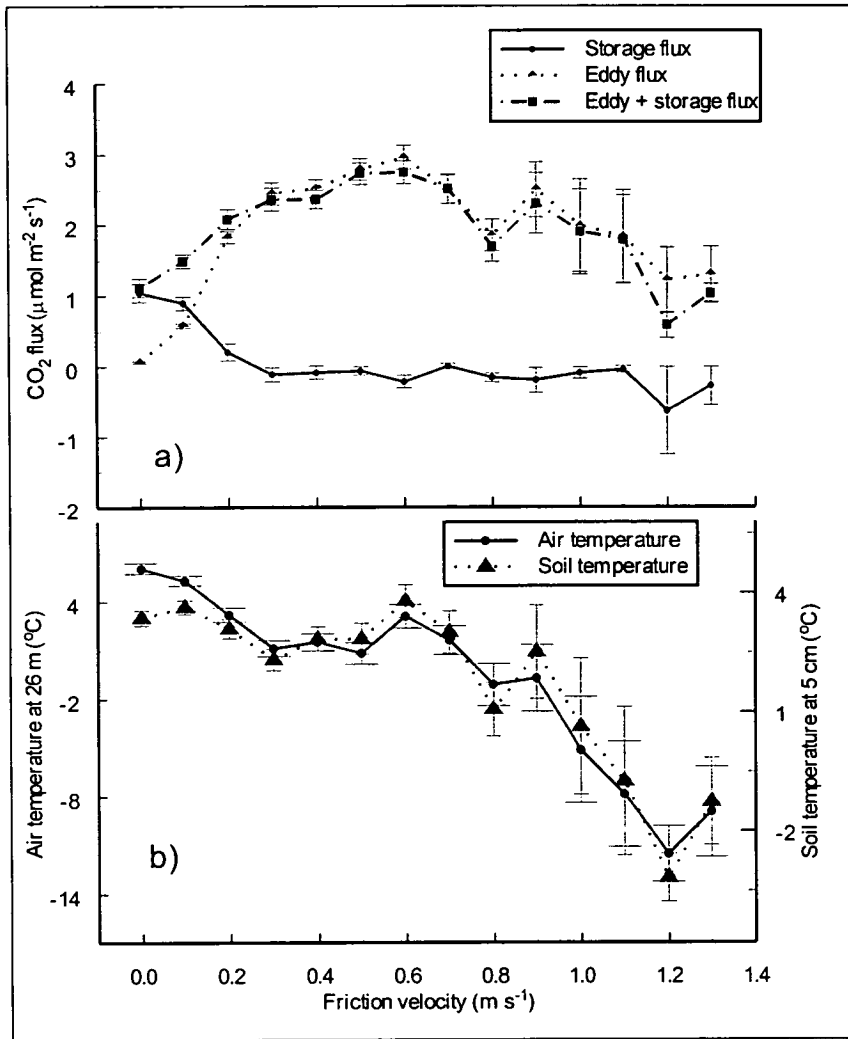 Storage flux
Eddy flux
Eddy + storage flux
4
3
2
1
0
-1
-2
CO2 flux (μ mol m-2 s-1)
a)
Air temperature
Soil temperature
4
-2
-8
-14
Air temperature at 26 m (°C)
4
1
-2
Soil temperature at 5 cm (°C)
b)
0.0 0.2 0.4 0.6 0.8 1.0 1.2 1.4
Friction velocity (m s-1)